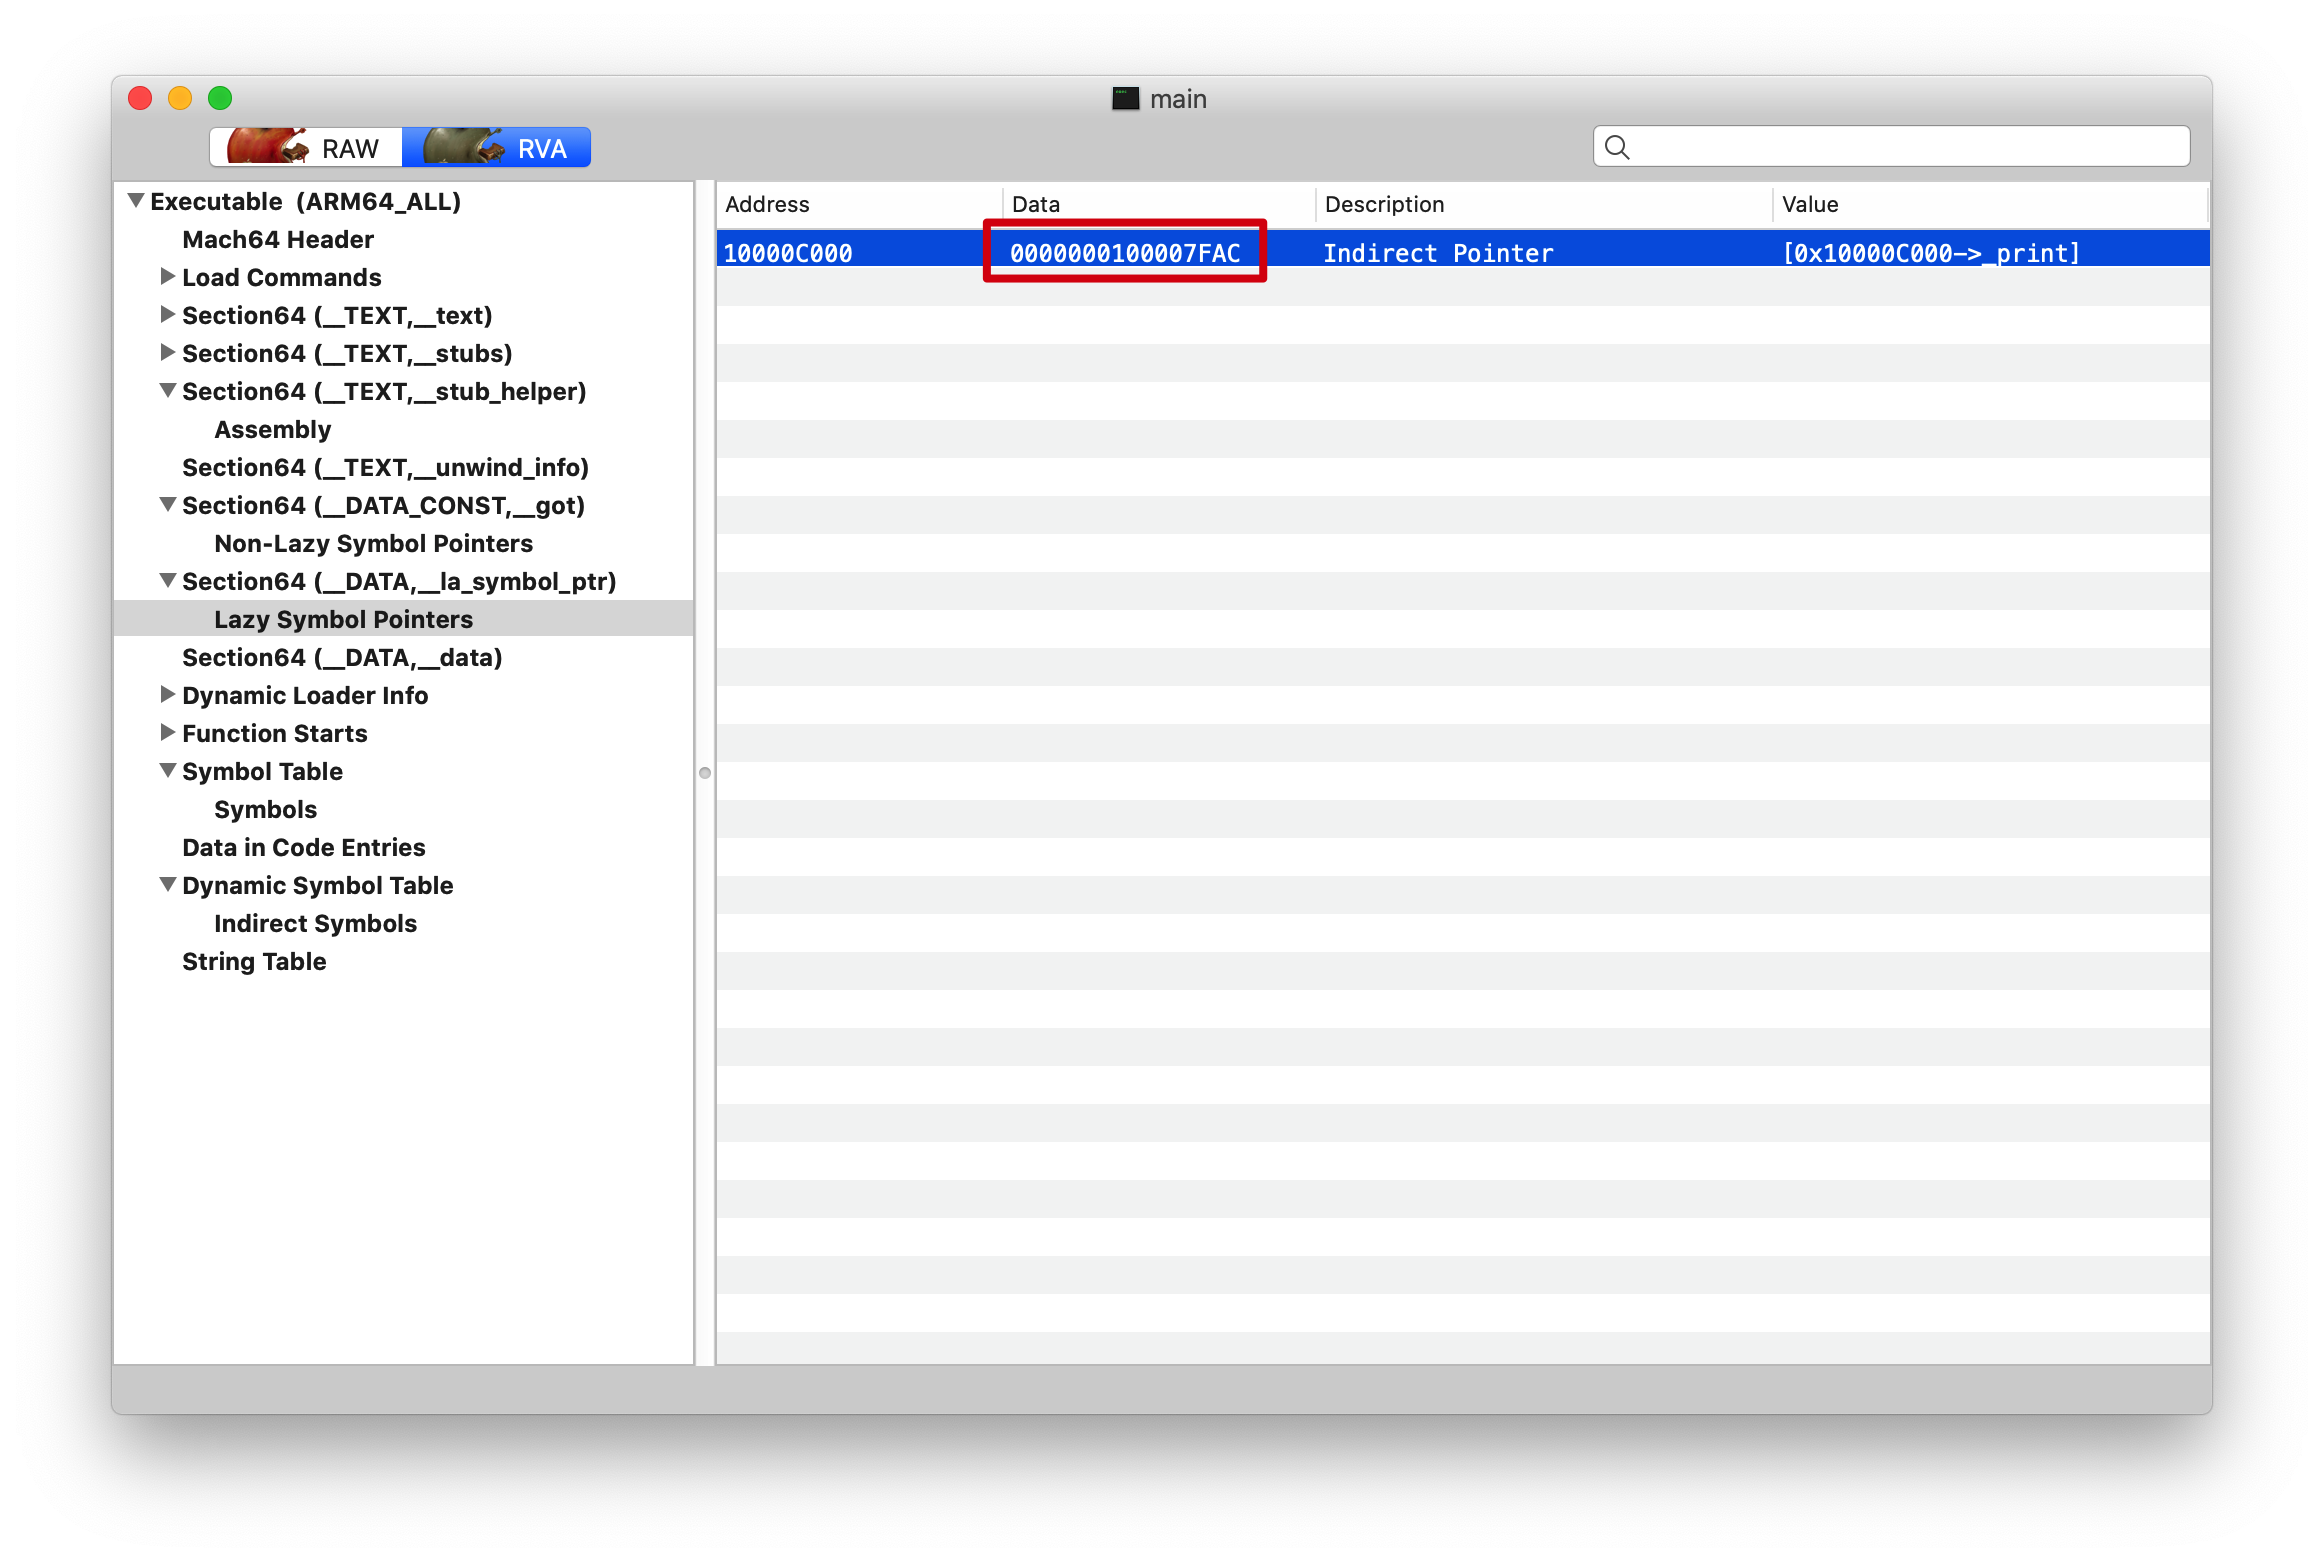 main
RAW RVA
Executable (ARM64_ALL)
Mach64 Header
Load Commands
Section64 (__TEXT,__text)
Section64 (__TEXT,__stubs)
Section64 (__TEXT,__stub_helper)
Assembly
Section64 (__TEXT,__unwind_info)
Section64 (__DATA_CONST,__got)
Non-Lazy Symbol Pointers
Section64 (__DATA,__la_symbol_ptr)
Lazy Symbol Pointers
Section64 (__DATA,__data)
Dynamic Loader Info
Function Starts
Symbol Table
Symbols
Data in Code Entries
Dynamic Symbol Table
Indirect Symbols
String Table
Address Data Description Value
10000C000 0000000100007FAC Indirect Pointer [0x10000C000->_print]